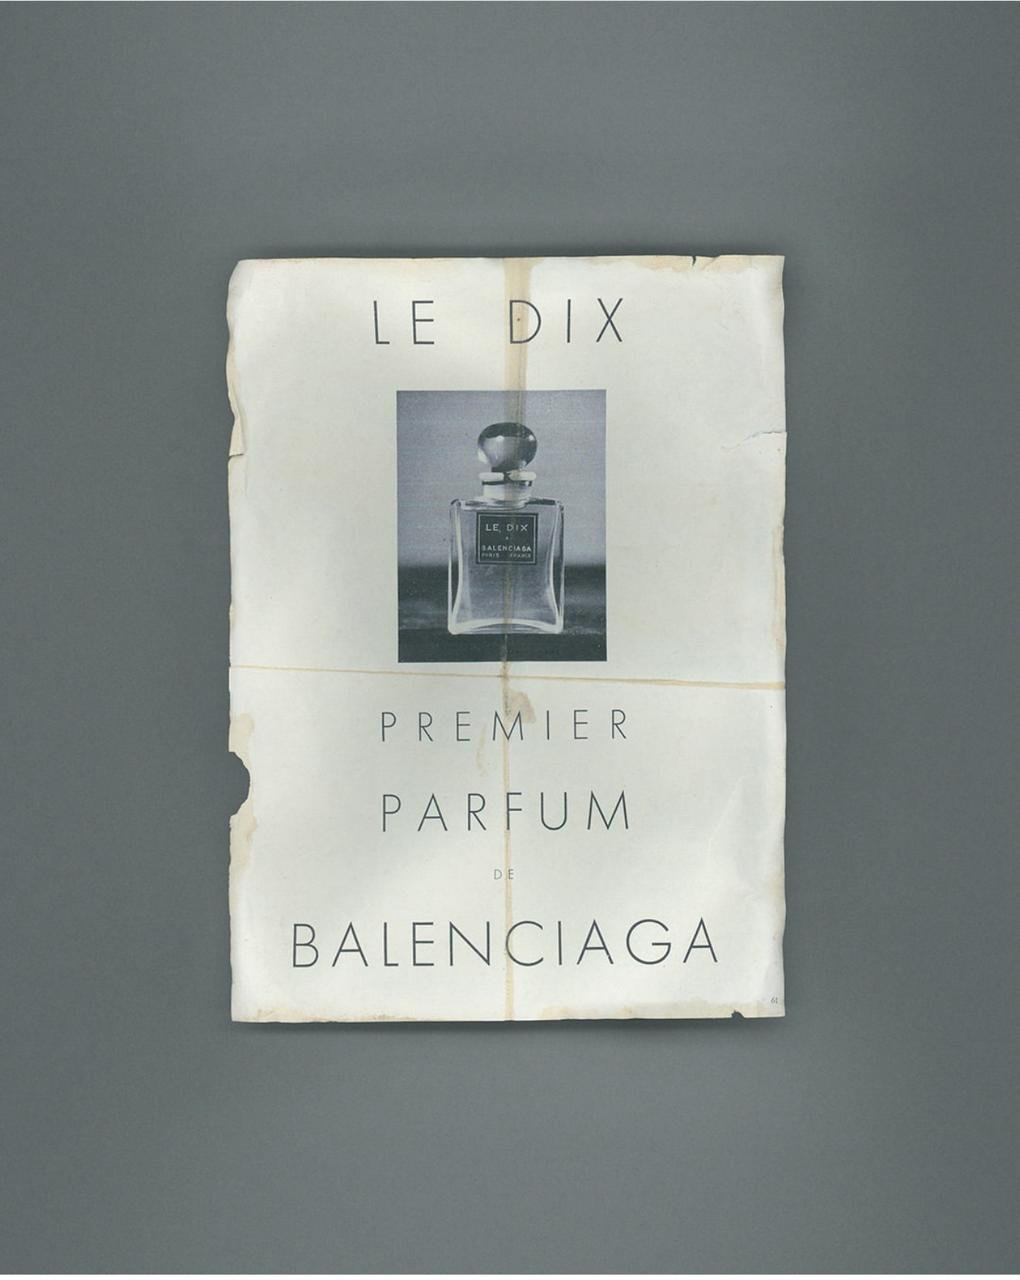 LE DIX
LE DIX
BALENCIAGA
PARIS FRANCE
PREMIER
PARFUM
DE
BALENCIAGA
61